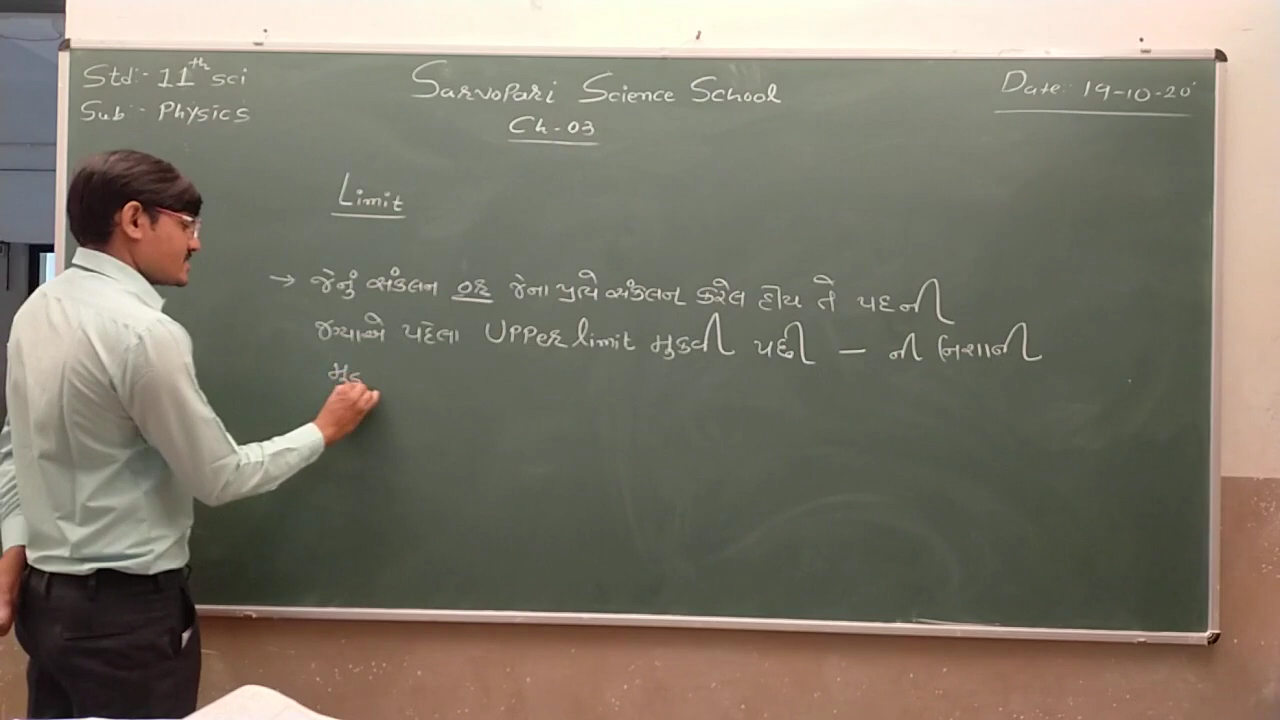 Std:- 11th sci
Sarvopari Science School
Date:- 19-10-20
Sub:- Physics
Ch-03
Limit
→ જેનું સંકલન જેના પ્રત્યે સંકલન કરેલ હોય તે પદની
જગ્યાએ પહેલા Upper limit મુકવી પછી — ની નિશાની
મુક